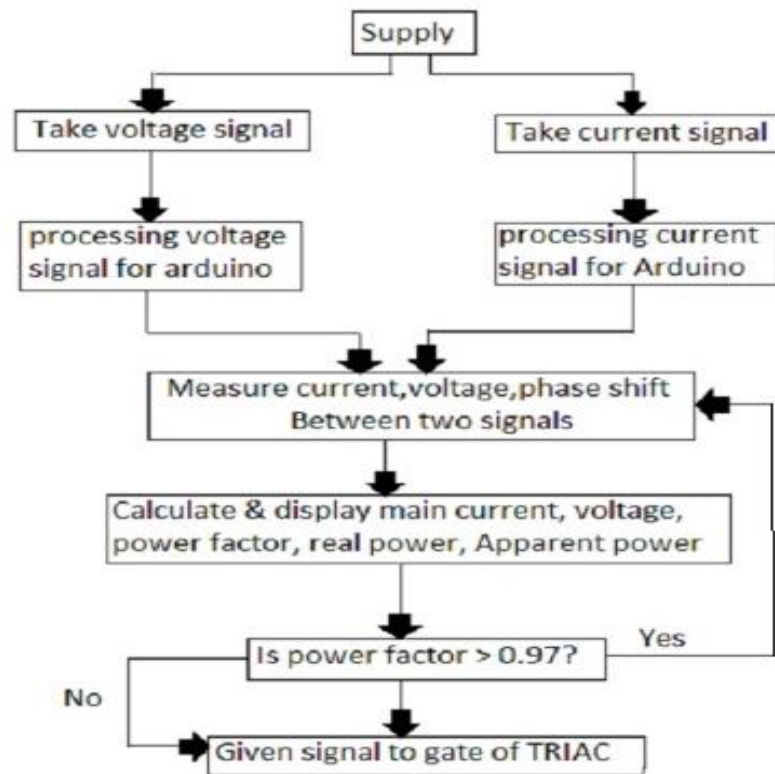 Supply
Take voltage signal
Take current signal
processing voltage
signal for arduino
processing current
signal for Arduino
Measure current,voltage,phase shift
Between two signals
Calculate & display main current, voltage,
power factor, real power, Apparent power
Is power factor > 0.97?
Yes
No
Given signal to gate of TRIAC